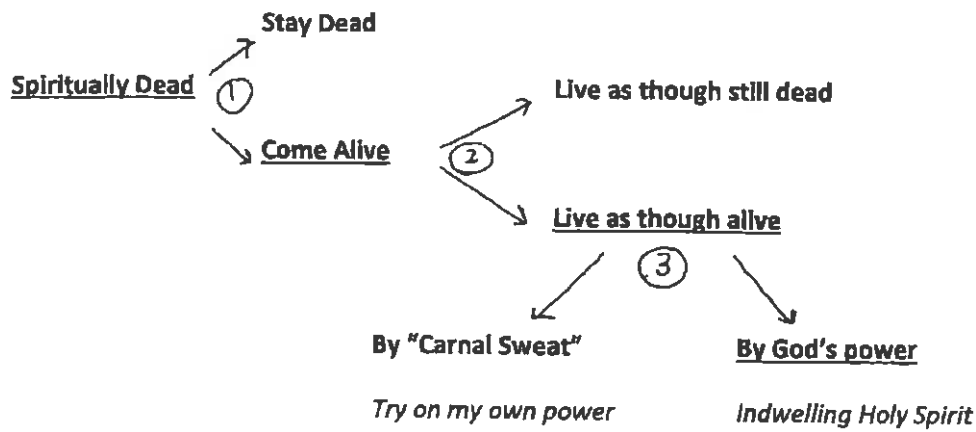 Stay Dead
Spiritually Dead
1
Live as though still dead
Come Alive
2
Live as though alive
3
By "Carnal Sweat"
By God's power
Try on my own power
Indwelling Holy Spirit